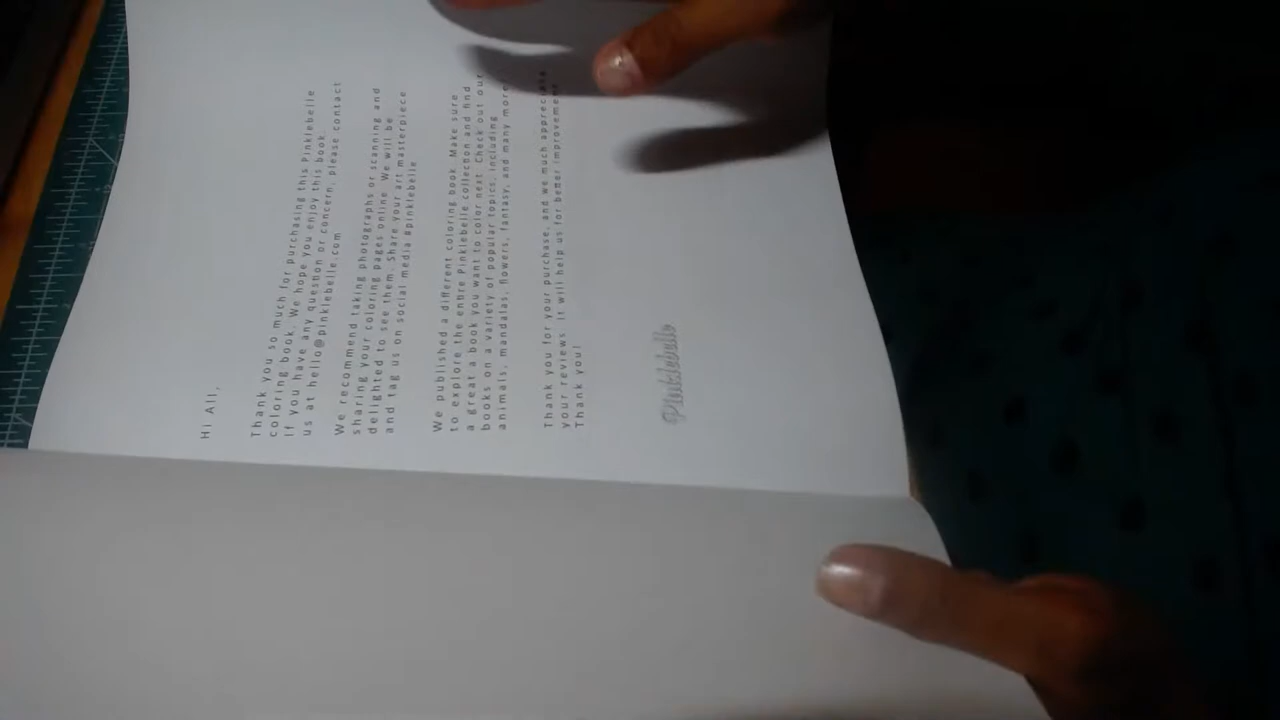 Hi All,
Thank you so much for purchasing this Pinklebelle
coloring book. We hope you enjoy this book.
If you have any question or concern, please contact
us at hello@pinklebelle.com
We recommend taking photographs or scanning and
sharing your coloring pages online. We will be
delighted to see them. Share your art masterpiece
and tag us on social media #pinklebelle
We published a different coloring book. Make sure
to explore the entire Pinklebelle collection and find
a great a book you want to color next. Check out our
books on a variety of popular topics, including
animals, mandalas, flowers, fantasy, and many more
Thank you for your purchase, and we much appreciate
your reviews. It will help us for better improvement
Thank you!
Pinklebelle